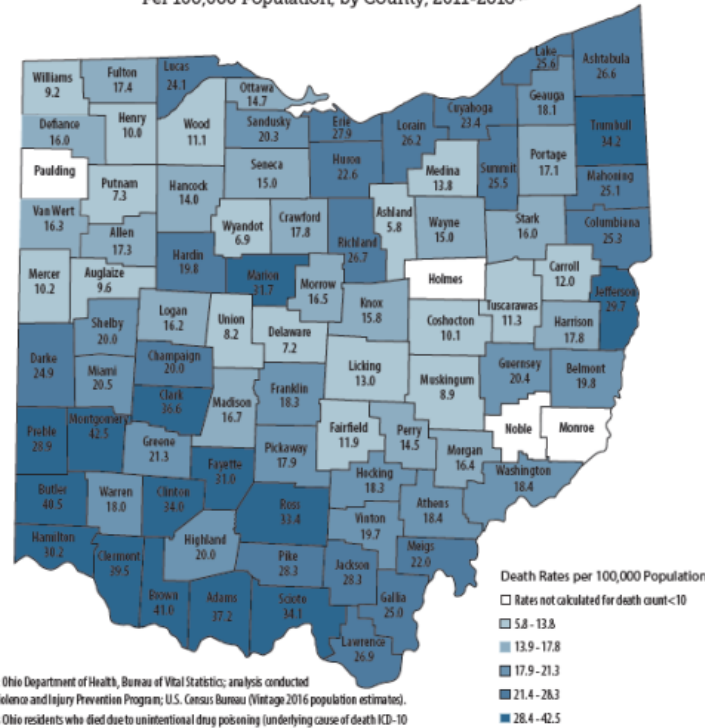 Per 100,000 Population, by County, 2011-2016
Williams
9.2
Fulton
17.4
Lucas
24.1
Ottawa
14.7
Lake
25.6
Ashtabula
26.6
Geauga
18.1
Cuyahoga
23.4
Defiance
16.0
Henry
10.0
Wood
11.1
Sandusky
20.3
Erie
27.9
Lorain
26.2
Trumbull
34.2
Paulding
Putnam
7.3
Hancock
14.0
Seneca
15.0
Huron
22.6
Medina
13.8
Summit
25.5
Portage
17.1
Mahoning
25.1
Van Wert
16.3
Allen
17.3
Wyandot
6.9
Crawford
17.8
Richland
26.7
Ashland
5.8
Wayne
15.0
Stark
16.0
Columbiana
25.3
Mercer
10.2
Auglaize
9.6
Hardin
19.8
Marion
31.7
Morrow
16.5
Holmes
Carroll
12.0
Jefferson
29.7
Shelby
20.0
Logan
16.2
Union
8.2
Delaware
7.2
Knox
15.8
Coshocton
10.1
Tuscarawas
11.3
Harrison
17.8
Darke
24.9
Miami
20.5
Champaign
20.0
Clark
36.6
Madison
16.7
Franklin
18.3
Licking
13.0
Muskingum
8.9
Guernsey
20.4
Belmont
19.8
Preble
28.9
Montgomery
42.5
Greene
21.3
Fayette
31.0
Pickaway
17.9
Fairfield
11.9
Perry
14.5
Morgan
16.4
Noble
Monroe
Washington
18.4
Butler
40.5
Warren
18.0
Clinton
34.0
Ross
33.4
Hocking
18.3
Athens
18.4
Vinton
19.7
Hamilton
30.2
Clermont
39.5
Highland
20.0
Pike
28.3
Jackson
28.3
Meigs
22.0
Brown
41.0
Adams
37.2
Scioto
34.1
Gallia
25.0
Lawrence
26.9
Death Rates per 100,000 Population
Rates not calculated for death count<10
5.8 - 13.8
13.9 - 17.8
17.9 - 21.3
21.4 - 28.3
28.4 - 42.5
Ohio Department of Health, Bureau of Vital Statistics; analysis conducted
olence and Injury Prevention Program; U.S. Census Bureau (Vintage 2016 population estimates).
Ohio residents who died due to unintentional drug poisoning (underlying cause of death ICD-10